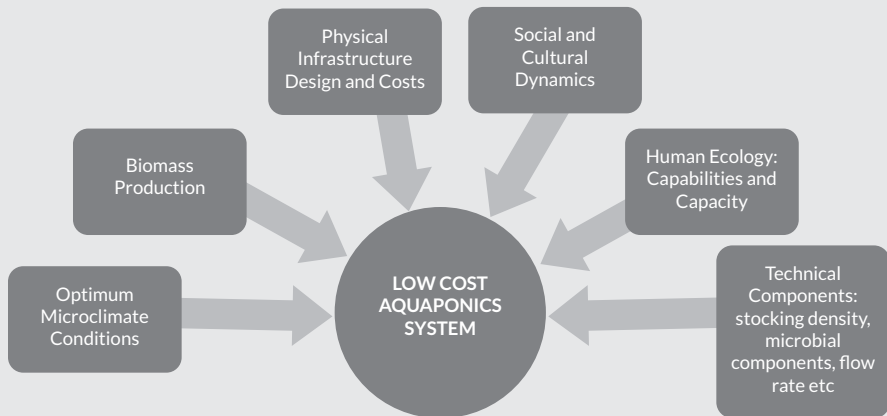 Physical
Infrastructure
Design and Costs
Social and
Cultural
Dynamics
Biomass
Production
Human Ecology:
Capabilities and
Capacity
Optimum
Microclimate
Conditions
LOW COST
AQUAPONICS
SYSTEM
Technical
Components:
stocking density,
microbial
components, flow
rate etc